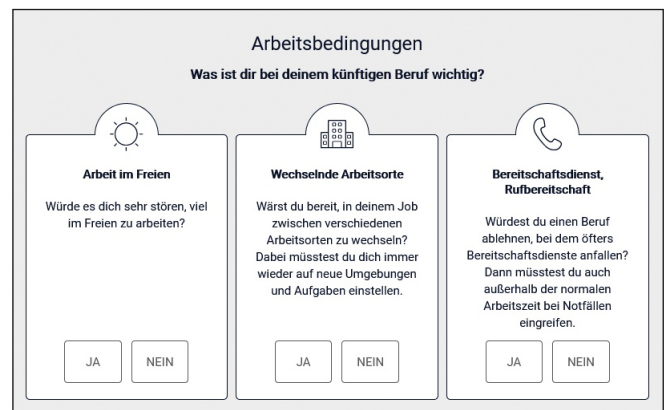 Arbeitsbedingungen
Was ist dir bei deinem künftigen Beruf wichtig?
Arbeit im Freien
Würde es dich sehr stören, viel
im Freien zu arbeiten?
JA
NEIN
Wechselnde Arbeitsorte
Wärst du bereit, in deinem Job
zwischen verschiedenen
Arbeitsorten zu wechseln?
Dabei müsstest du dich immer
wieder auf neue Umgebungen
und Aufgaben einstellen.
JA
NEIN
Bereitschaftsdienst,
Rufbereitschaft
Würdest du einen Beruf
ablehnen, bei dem öfters
Bereitschaftsdienste anfallen?
Dann müsstest du auch
außerhalb der normalen
Arbeitszeit bei Notfällen
eingreifen.
JA
NEIN